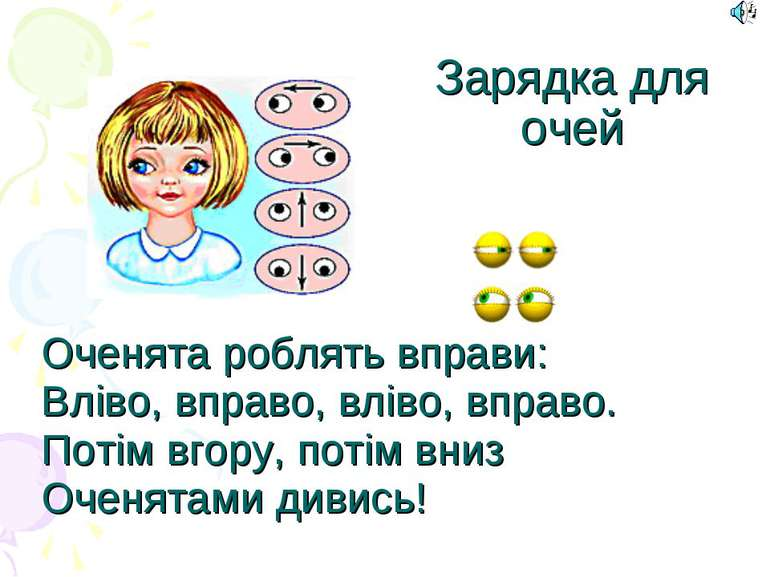 Зарядка для
очей
Оченята роблять вправи:
Вліво, вправо, вліво, вправо.
Потім вгору, потім вниз
Оченятами дивись!